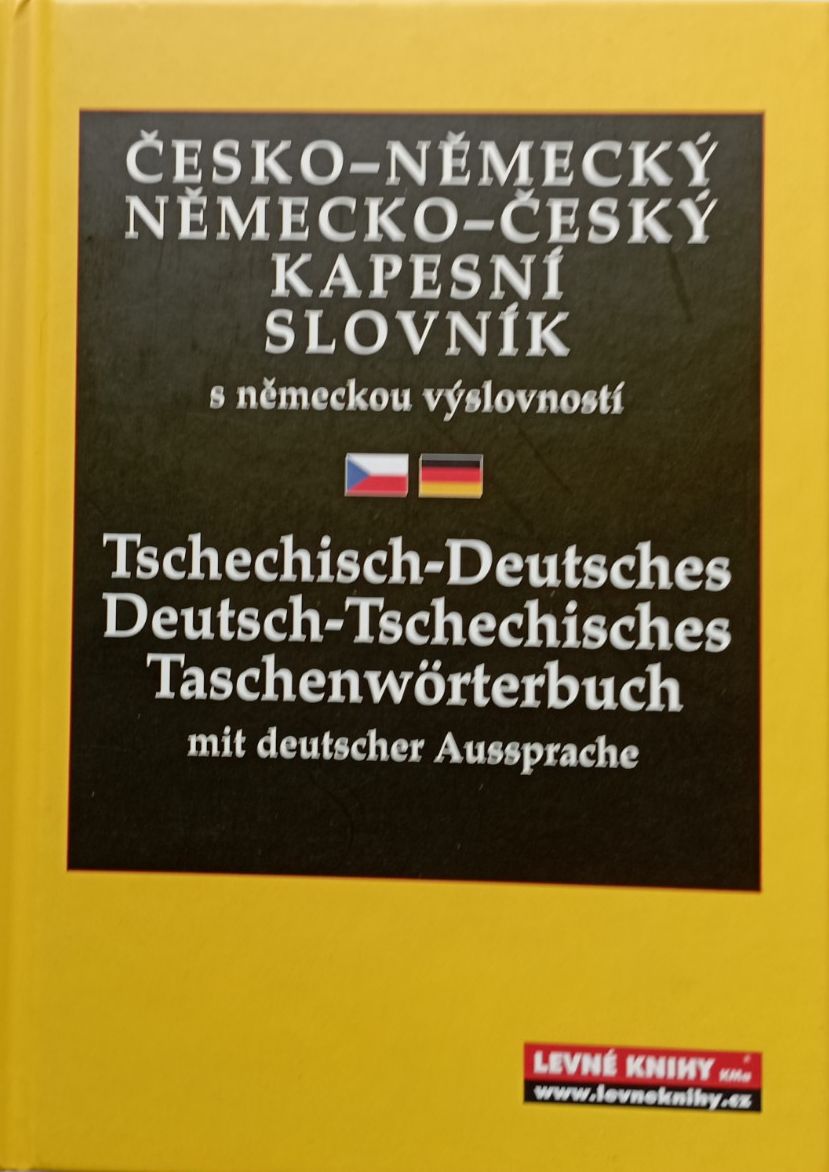 ČESKO–NĚMECKÝ
NĚMECKO–ČESKÝ
KAPESNÍ
SLOVNÍK
s německou výslovností
Tschechisch-Deutsches
Deutsch-Tschechisches
Taschenwörterbuch
mit deutscher Aussprache
LEVNÉ KNIHY KMa
www.levneknihy.cz